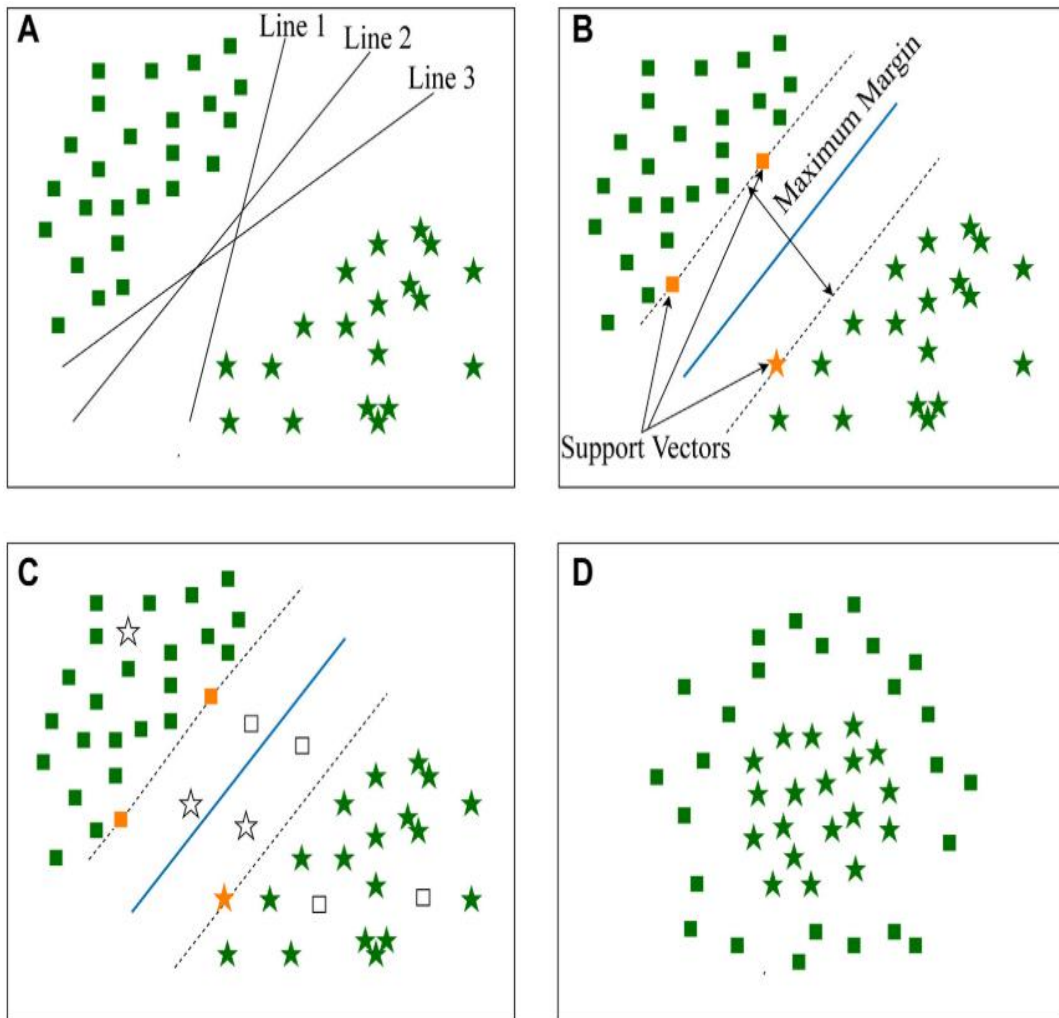 A
Line 1
Line 2
Line 3
B
Maximum Margin
Support Vectors
C
D